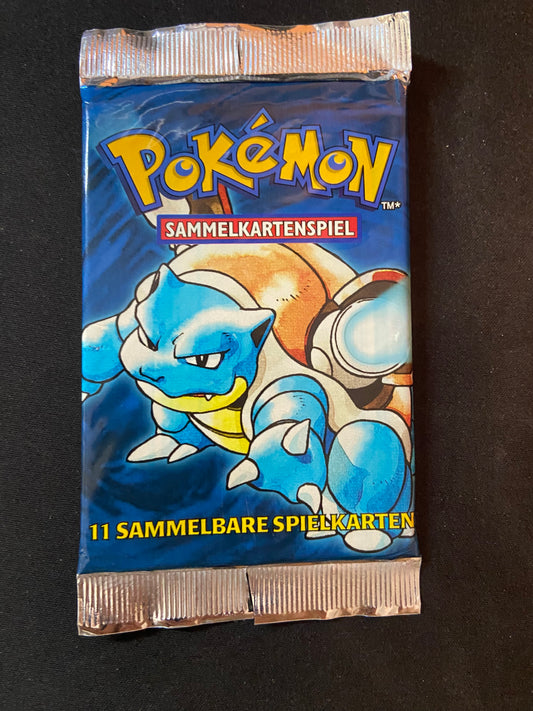 POKéMON
TM*
SAMMELKARTENSPIEL
11 SAMMELBARE SPIELKARTEN